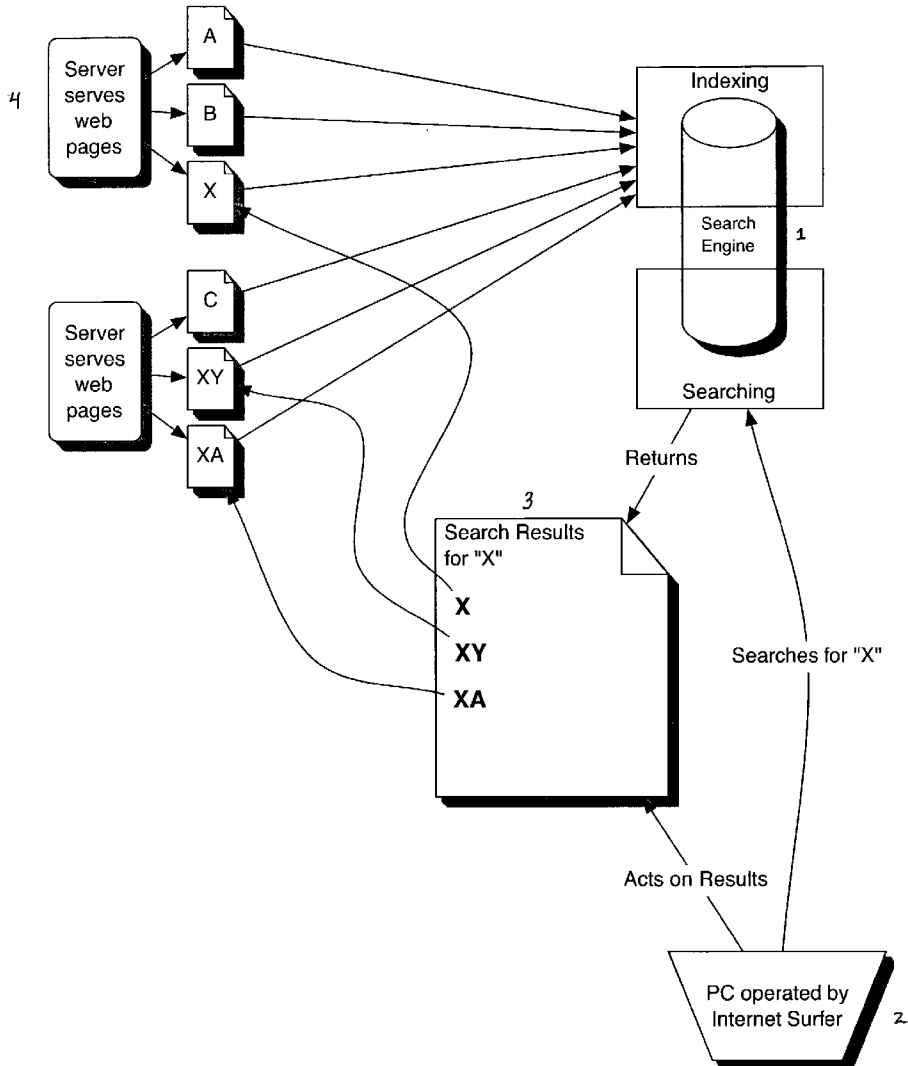 A
Server
serves
web
pages
4
B
X
Indexing
Search
Engine
1
C
Server
serves
web
pages
XY
XA
Searching
Returns
3
Search Results
for "X"
X
XY
XA
Searches for "X"
Acts on Results
PC operated by
Internet Surfer
2